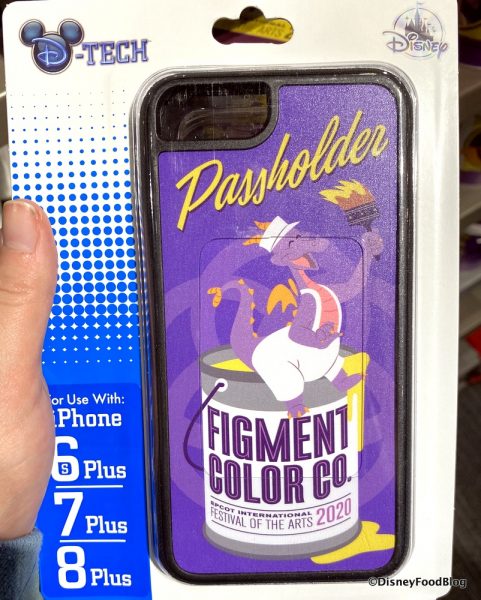 D-TECH
Disney
Passholder
For Use With:
iPhone
6s Plus
7 Plus
8 Plus
FIGMENT
COLOR CO.
EPCOT INTERNATIONAL
FESTIVAL OF THE ARTS 2020
©DisneyFoodBlog